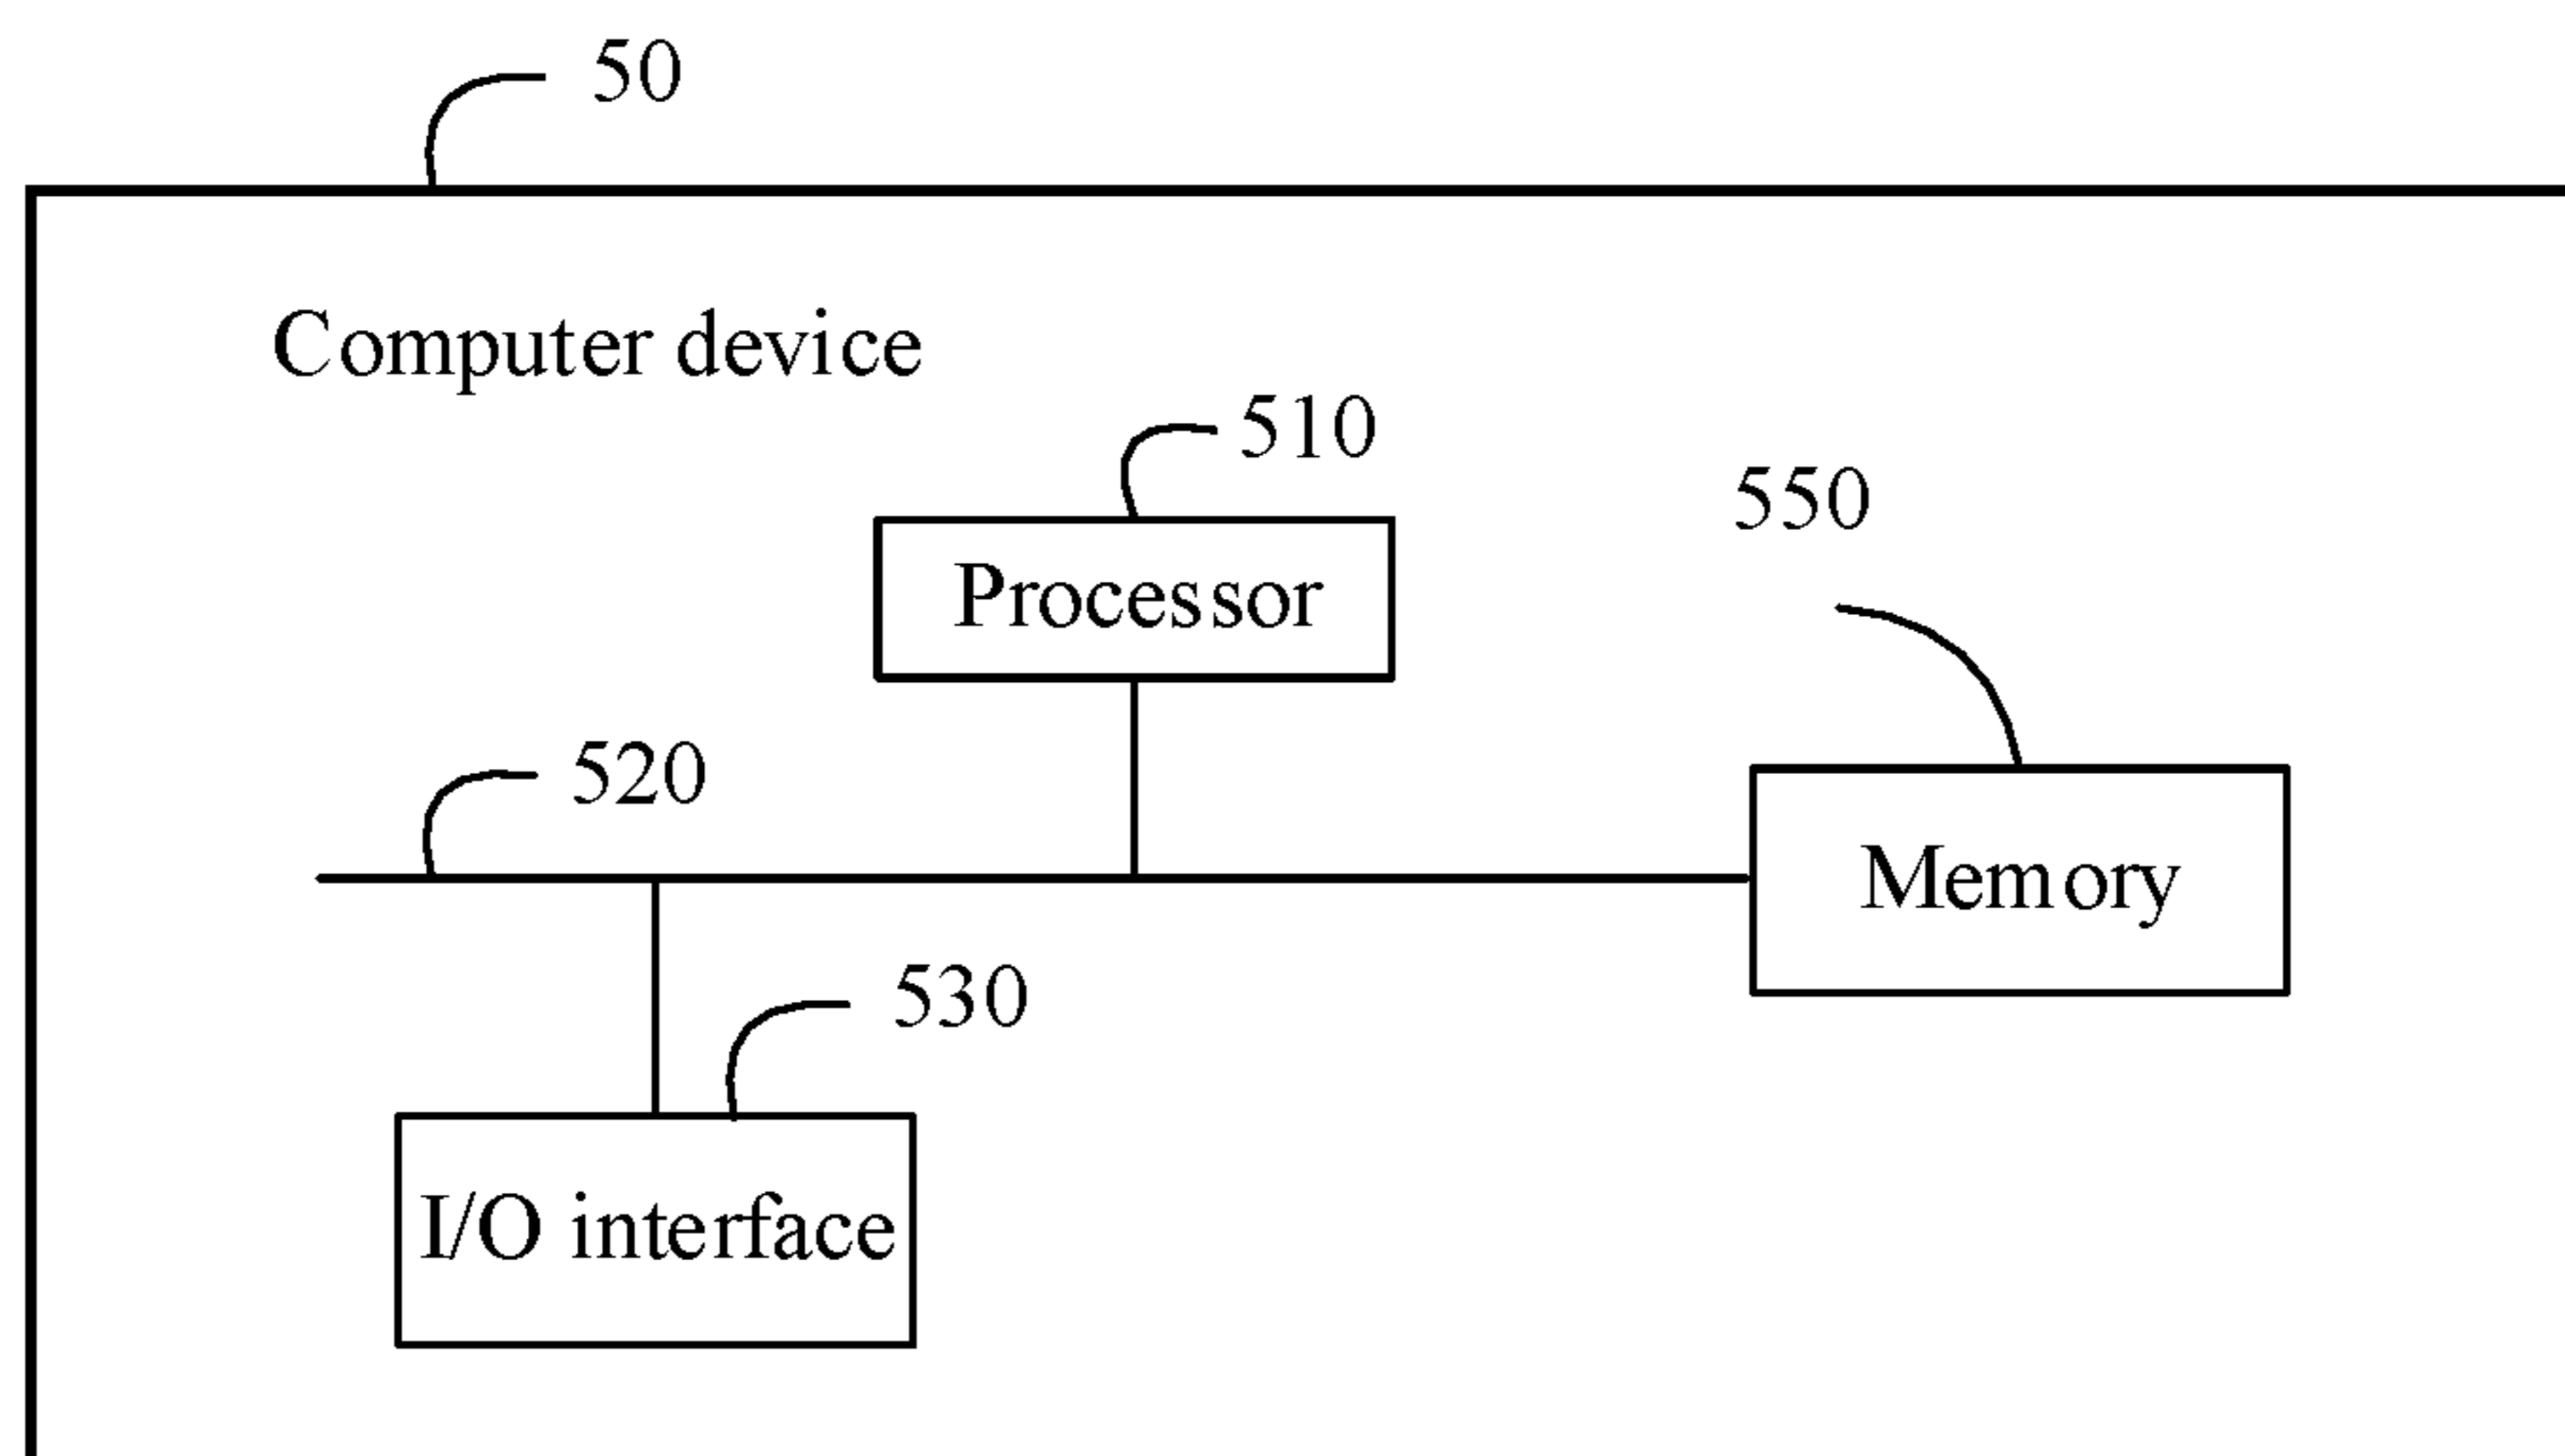 50
Computer device
510
550
Processor
520
Memory
530
I/O interface